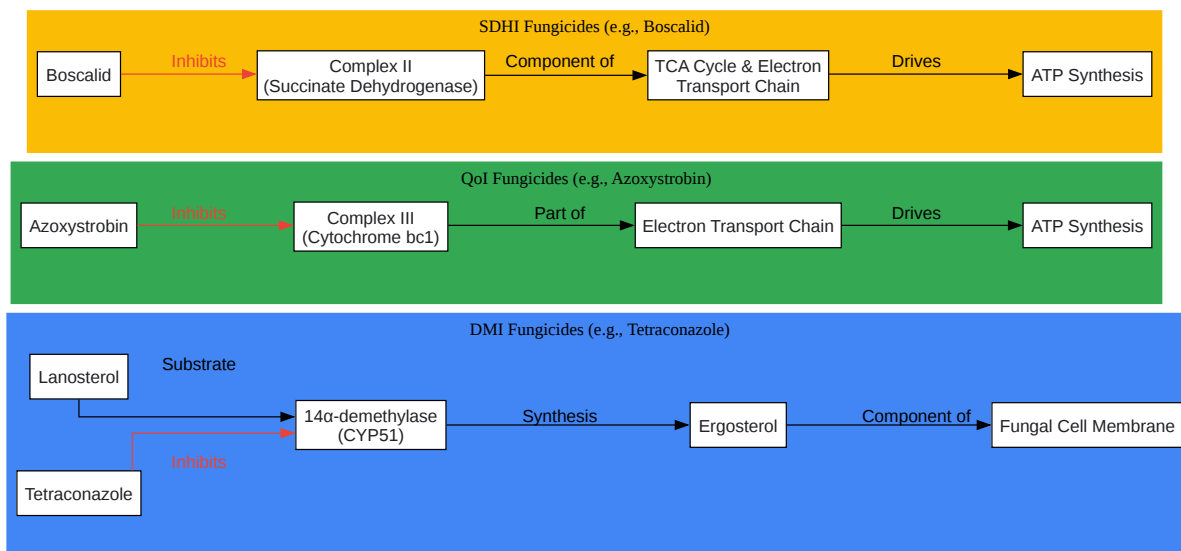 SDHI Fungicides (e.g., Boscalid)
Boscalid
Inhibits
Complex II
(Succinate Dehydrogenase)
Component of
TCA Cycle & Electron
Transport Chain
Drives
ATP Synthesis
QoI Fungicides (e.g., Azoxystrobin)
Azoxystrobin
Inhibits
Complex III
(Cytochrome bc1)
Part of
Electron Transport Chain
Drives
ATP Synthesis
DMI Fungicides (e.g., Tetraconazole)
Lanosterol
Substrate
14α-demethylase
(CYP51)
Synthesis
Ergosterol
Component of
Fungal Cell Membrane
Inhibits
Tetraconazole